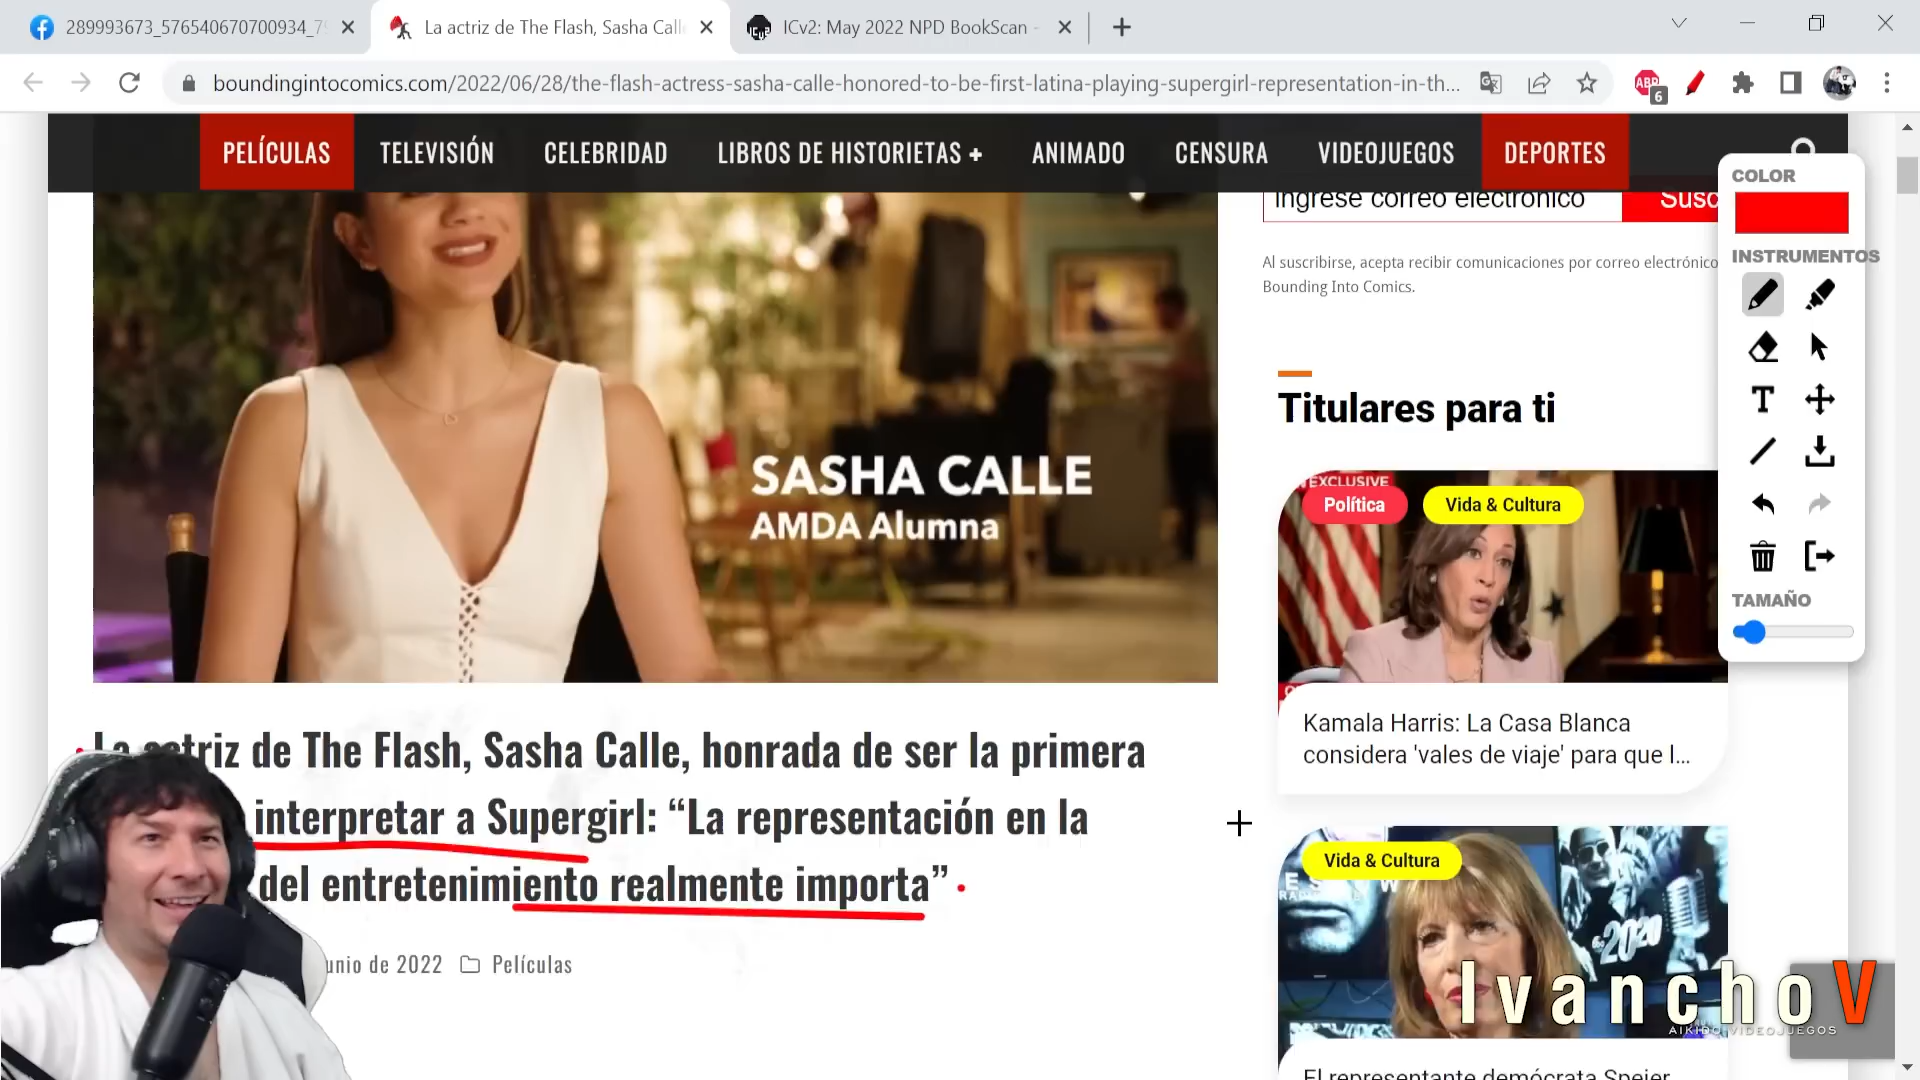 289993673_576540670700934_75
La actriz de The Flash, Sasha Calle
ICv2: May 2022 NPD BookScan -
boundingintocomics.com/2022/06/28/the-flash-actress-sasha-calle-honored-to-be-first-latina-playing-supergirl-representation-in-th...
ABP
6
PELÍCULAS
TELEVISIÓN
CELEBRIDAD
LIBROS DE HISTORIETAS +
ANIMADO
CENSURA
VIDEOJUEGOS
DEPORTES
COLOR
INSTRUMENTOS
TAMAÑO
Ingrese correo electrónico
Susc
Al suscribirse, acepta recibir comunicaciones por correo electrónico
Bounding Into Comics.
Titulares para ti
SASHA CALLE
AMDA Alumna
EXCLUSIVE
Política
Vida & Cultura
Kamala Harris: La Casa Blanca
considera 'vales de viaje' para que l...
La actriz de The Flash, Sasha Calle, honrada de ser la primera
interpretar a Supergirl: “La representación en la
del entretenimiento realmente importa”
unio de 2022
Películas
Vida & Cultura
2020
El representante demócrata Speier
IvanchoV
AIKIDO VIDEOJUEGOS